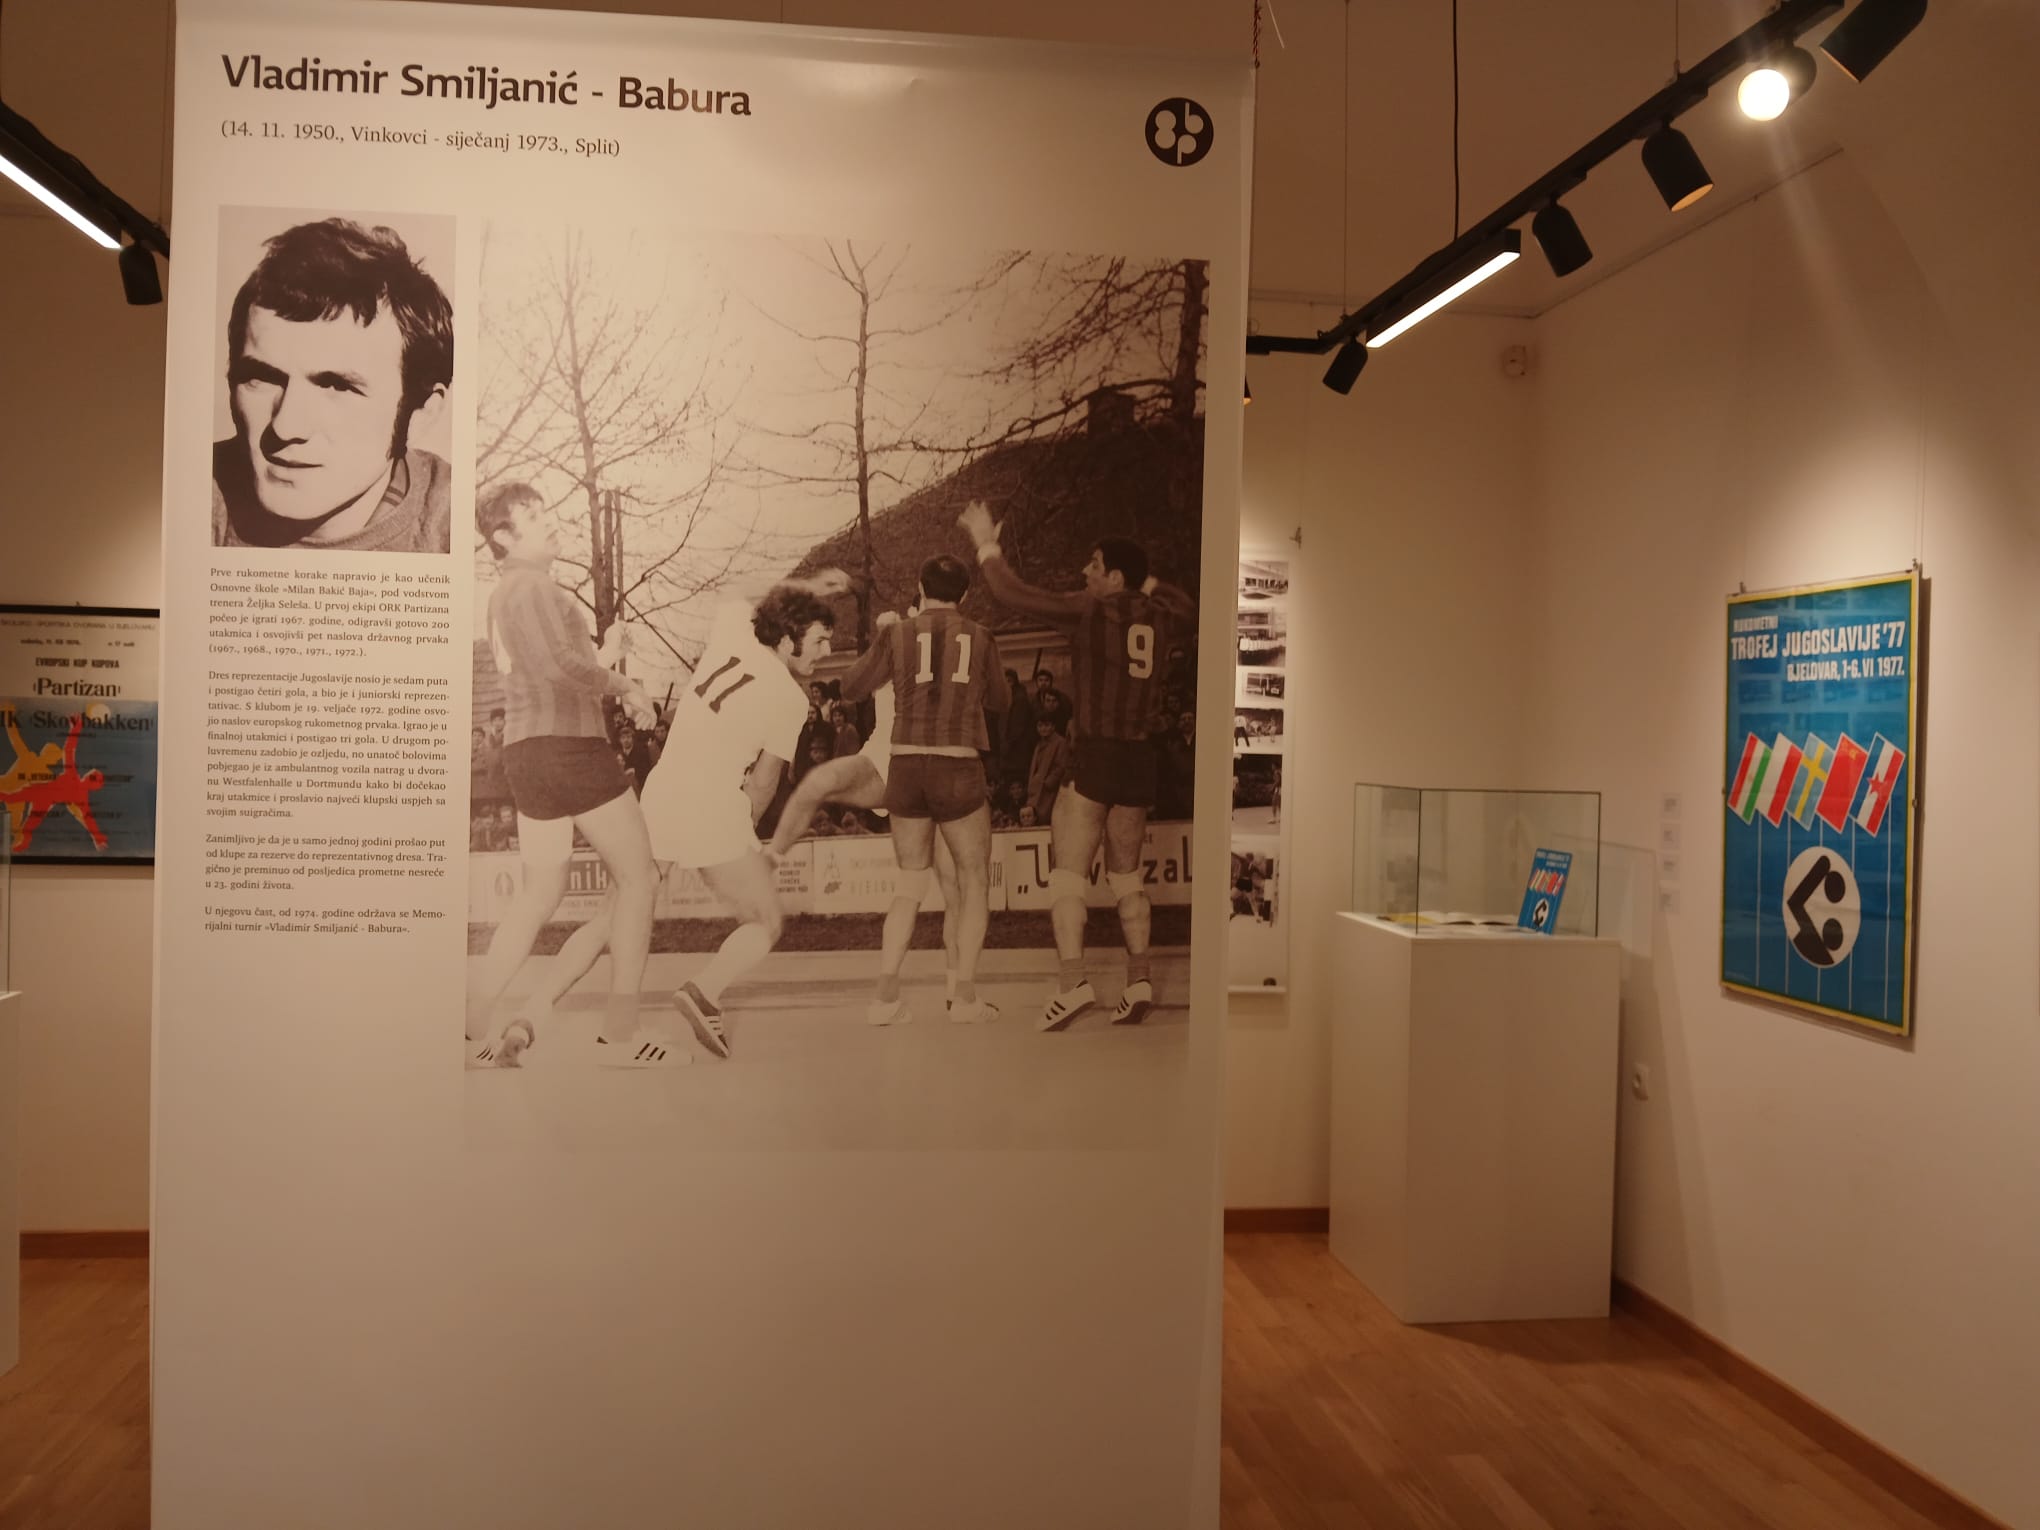 Vladimir Smiljanić - Babura
(14. 11. 1950., Vinkovci - siječanj 1973., Split)
8bp
Prve rukometne korake napravio je kao učenik
Osnovne škole »Milan Bakić Baja«, pod vodstvom
trenera Željka Seleša. U prvoj ekipi ORK Partizana
počeo je igrati 1967. godine, odigravši gotovo 200
utakmica i osvojivši pet naslova državnog prvaka
(1967., 1968., 1970., 1971., 1972.).
Dres reprezentacije Jugoslavije nosio je sedam puta
i postigao četiri gola, a bio je i juniorski reprezen-
tativac. S klubom je 19. veljače 1972. godine osvo-
jio naslov europskog rukometnog prvaka. Igrao je u
finalnoj utakmici i postigao tri gola. U drugom po-
luvremenu zadobio je ozljedu, no unatoč bolovima
pobjegao je iz ambulantnog vozila natrag u dvora-
nu Westfalenhalle u Dortmundu kako bi dočekao
kraj utakmice i proslavio najveći klupski uspjeh sa
svojim suigračima.
Zanimljivo je da je u samo jednoj godini prošao put
od klupe za rezerve do reprezentativnog dresa. Tra-
gično je preminuo od posljedica prometne nesreće
u 23. godini života.
U njegovu čast, od 1974. godine održava se Memo-
rijalni turnir »Vladimir Smiljanić - Babura«.
11
11
9
EVROPSKI KUP KUPOVA
Partizan
Skovbakken
RUKOMETNI
TROFEJ JUGOSLAVIJE '77
BJELOVAR, 1-6. VI 1977.